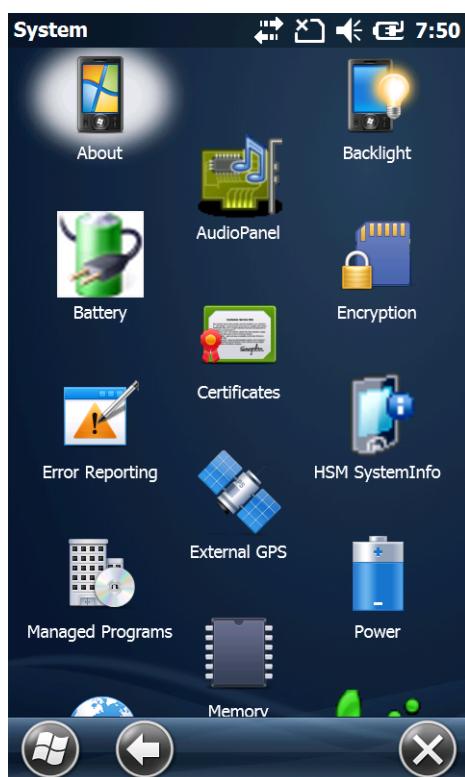 System 7:50
About
Backlight
AudioPanel
Battery
Encryption
Certificates
Error Reporting
HSM SystemInfo
External GPS
Managed Programs
Power
Memory